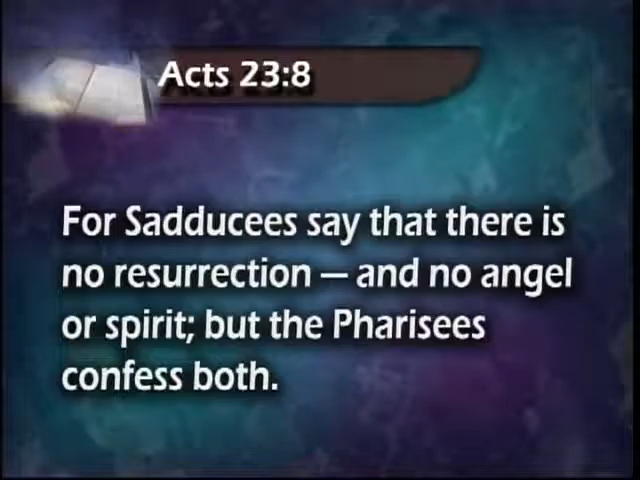 Acts 23:8
For Sadducees say that there is
no resurrection — and no angel
or spirit; but the Pharisees
confess both.